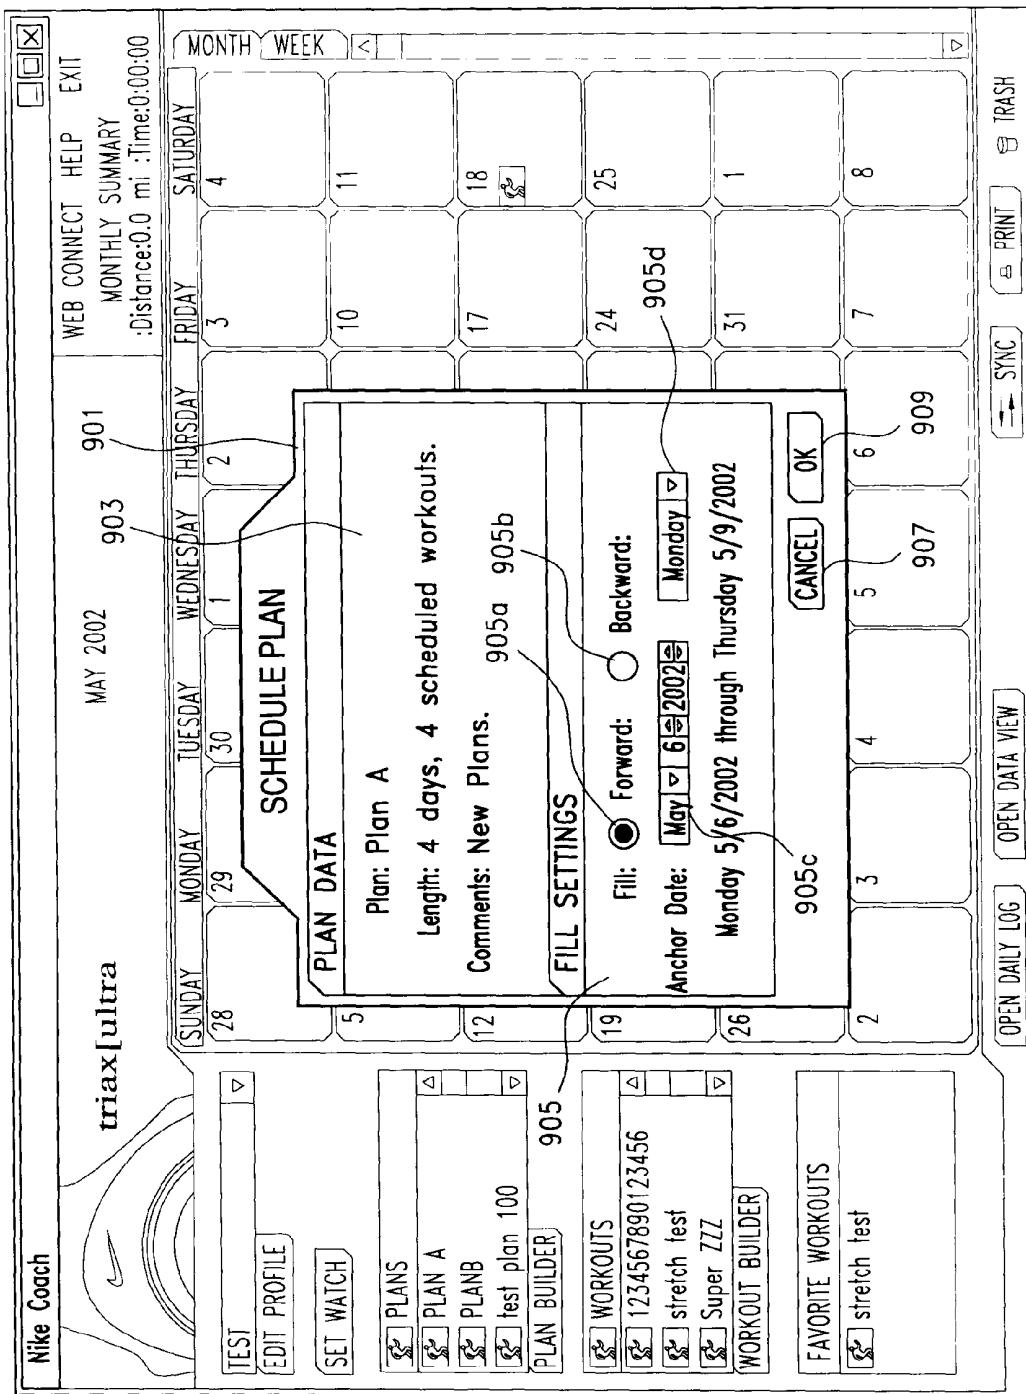 Nike Coach
WEB CONNECT HELP EXIT
triax[ultra
MAY 2002
MONTHLY SUMMARY
:Distance:0.0 mi :Time:0:00:00
TEST
EDIT PROFILE
SET WATCH
PLANS
PLAN A
PLANB
test plan 100
PLAN BUILDER
WORKOUTS
1234567890123456
stretch test
Super ZZZ
WORKOUT BUILDER
FAVORITE WORKOUTS
stretch test
SUNDAY MONDAY TUESDAY WEDNESDAY THURSDAY FRIDAY SATURDAY
MONTH WEEK
28 29 30 1 2 3 4
5 10 11
12 17 18
19 24 25
26 31 1
2 3 4 5 6 7 8
901
903
SCHEDULE PLAN
PLAN DATA
Plan: Plan A
Length: 4 days, 4 scheduled workouts.
Comments: New Plans.
905a
905b
905d
FILL SETTINGS
905
Fill: Forward: Backward:
Anchor Date: May 6 2002 Monday
Monday 5/6/2002 through Thursday 5/9/2002
905c
CANCEL OK
907
909
OPEN DAILY LOG OPEN DATA VIEW SYNC PRINT TRASH